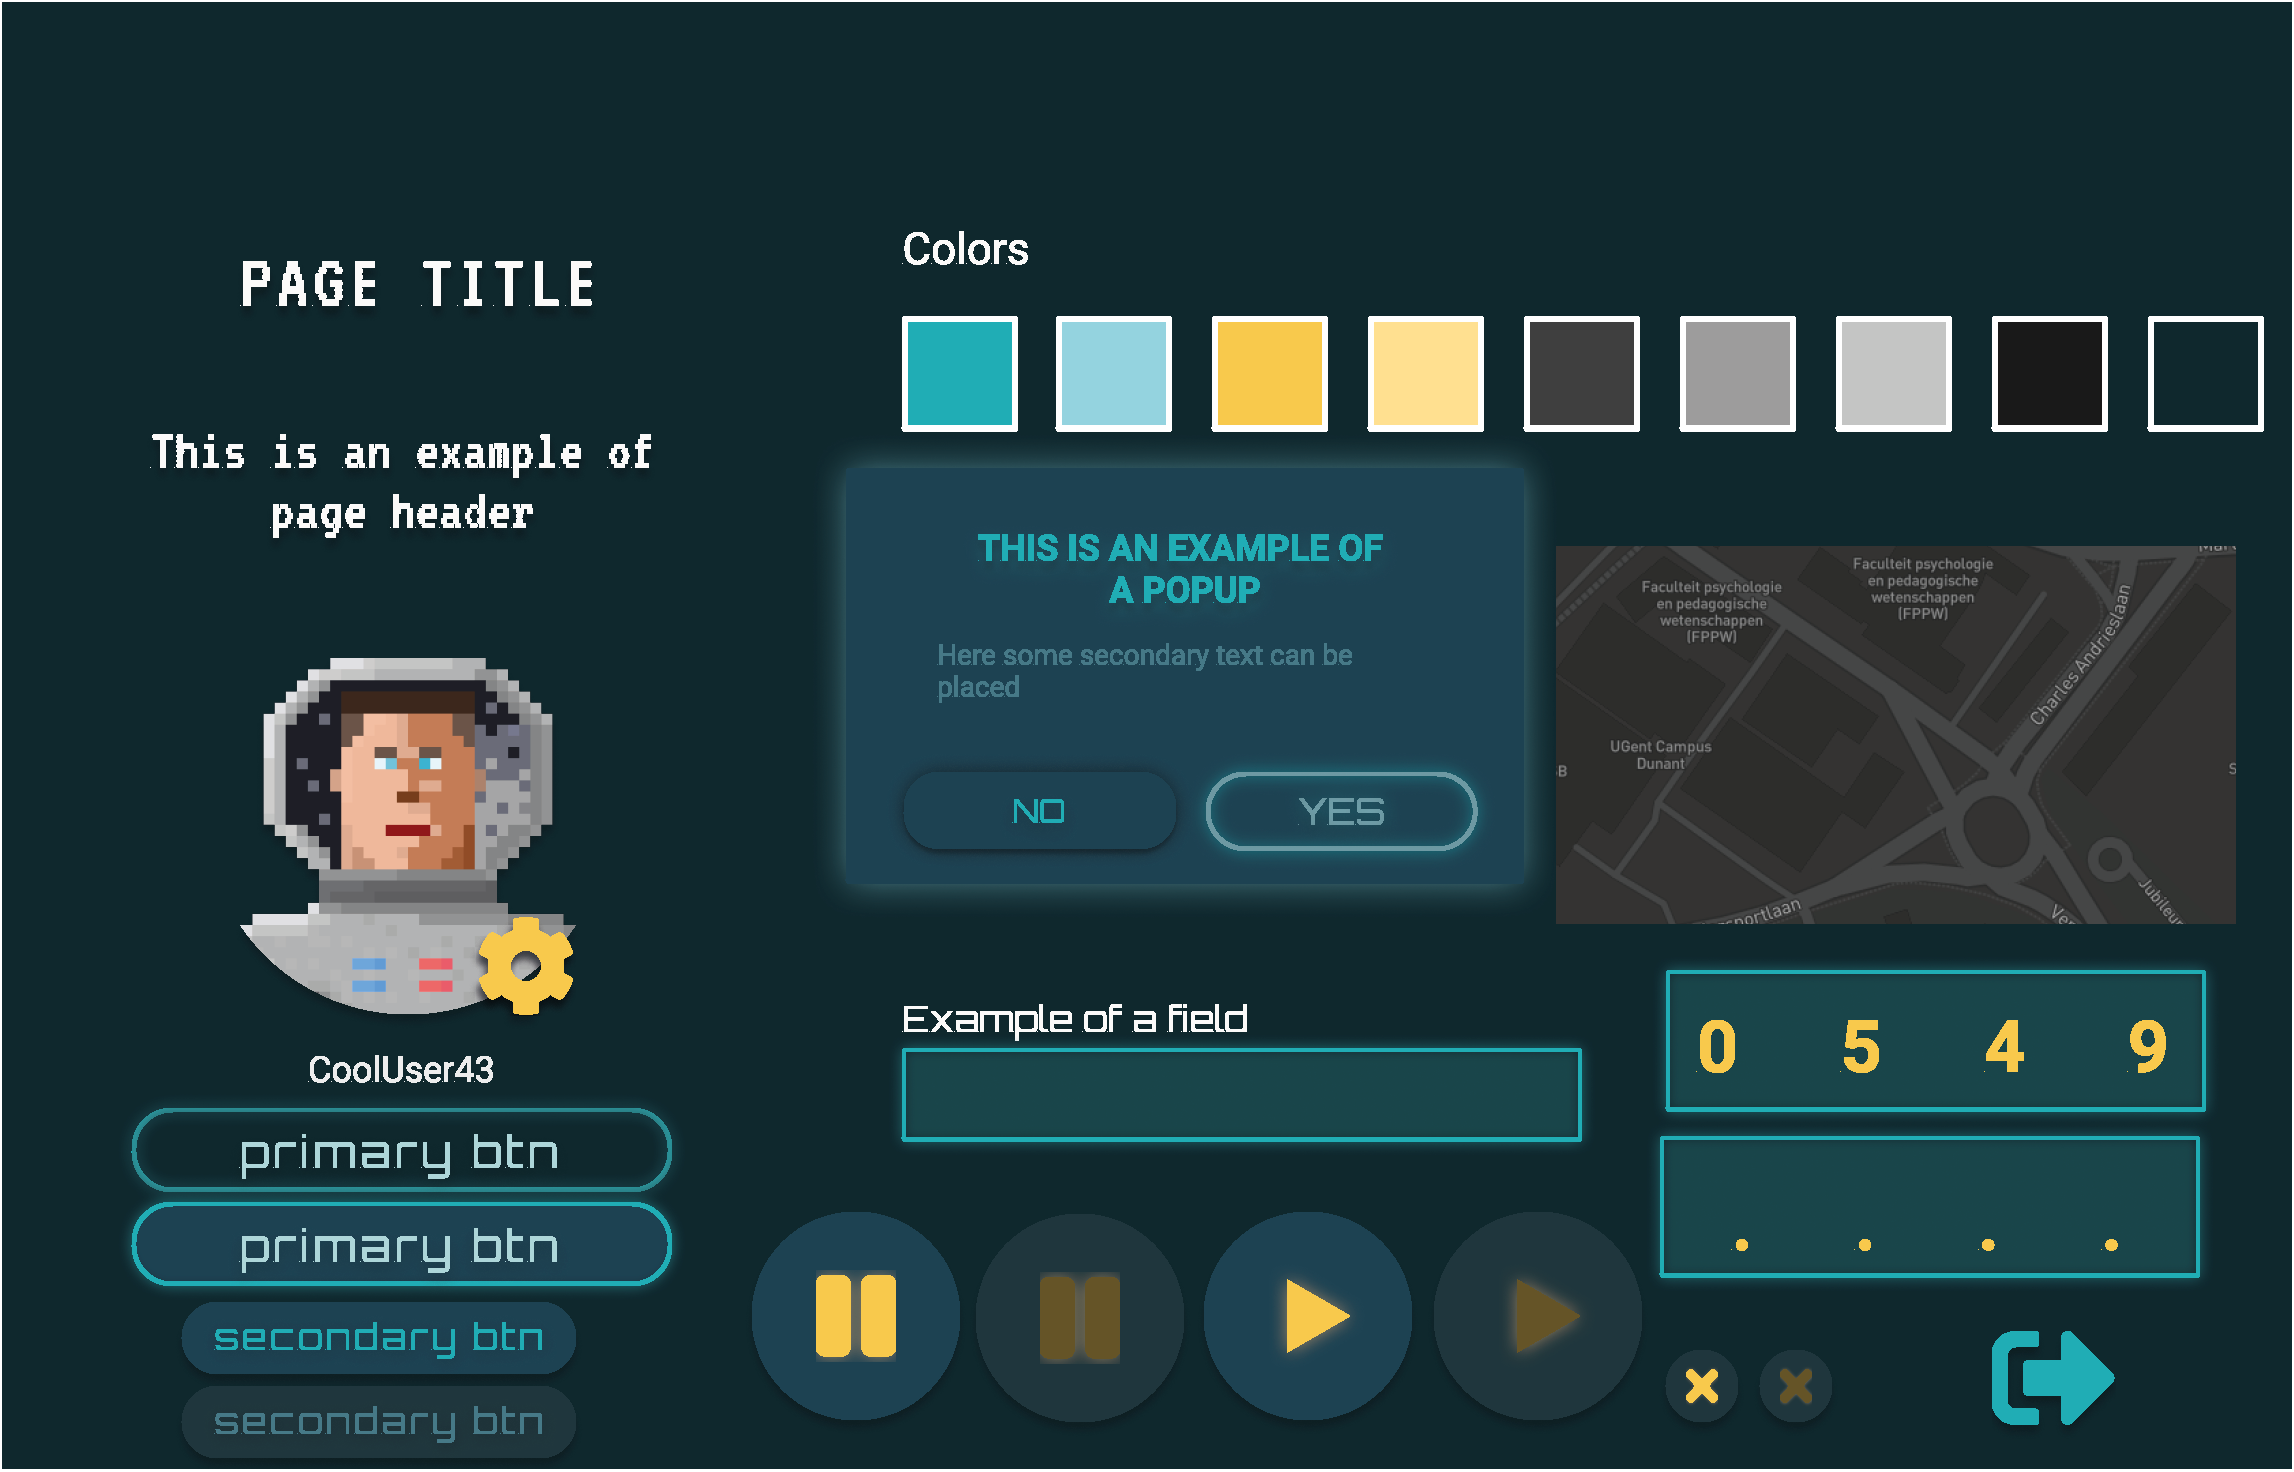 PAGE TITLE
This is an example of
page header
CoolUser43
primary btn
primary btn
secondary btn
secondary btn
Colors
THIS IS AN EXAMPLE OF
A POPUP
Here some secondary text can be
placed
NO
YES
Faculteit psychologie
en pedagogische
wetenschappen
(FPPW)
Faculteit psychologie
en pedagogische
wetenschappen
(FPPW)
Charles Andrieslaan
UGent Campus
Dunant
Example of a field
0 5 4 9